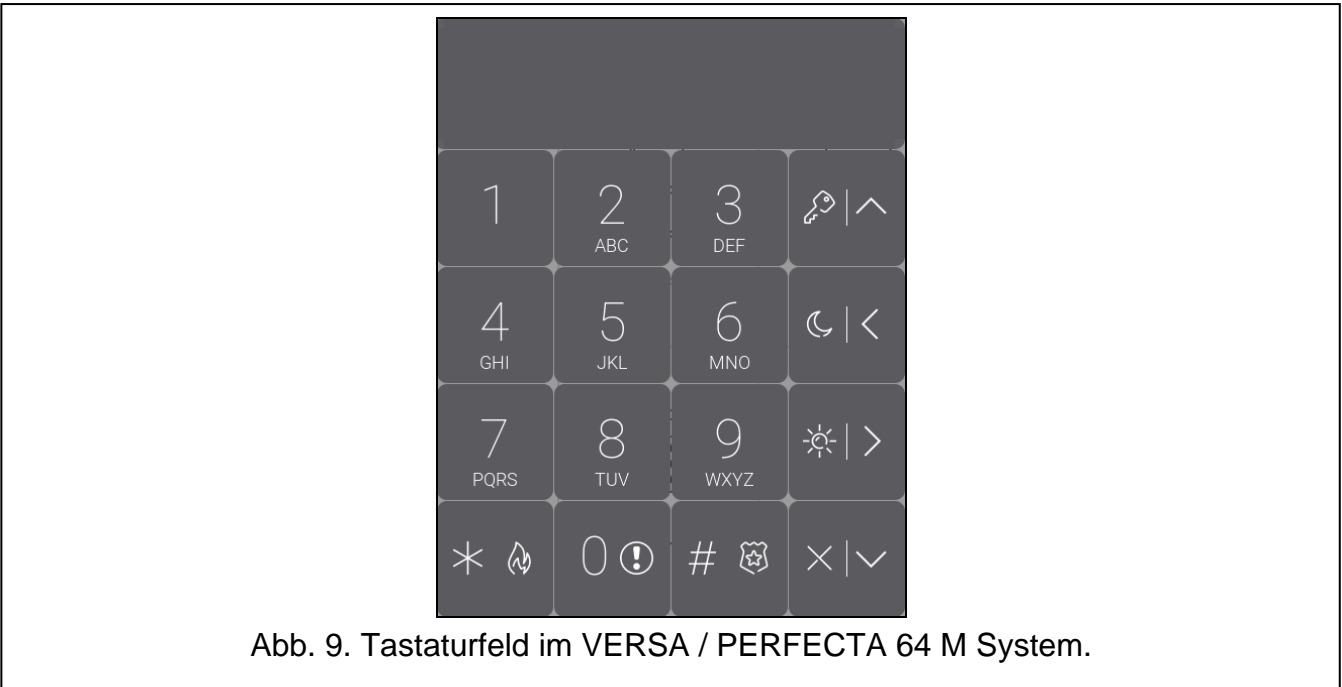 1 2 3
ABC DEF
4 5 6
GHI JKL MNO
7 8 9
PQRS TUV WXYZ
* 0 #
Abb. 9. Tastaturfeld im VERSA / PERFECTA 64 M System.